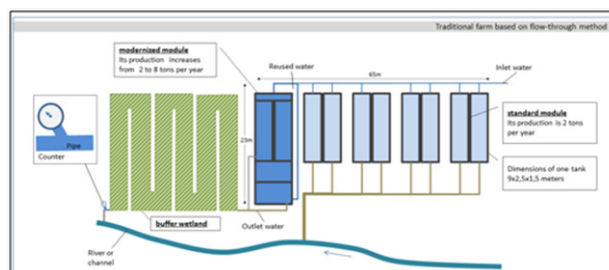 Traditional farm based on flow-through method
modernized module
Its production increases
from 2 to 8 tons per year
Reused water
65m
Inlet water
23m
standard module
Its production is 2 tons
per year
Pipe
Counter
Dimensions of one tank
9x2,5x1,5 meters
buffer wetland
Outlet water
River or
channel